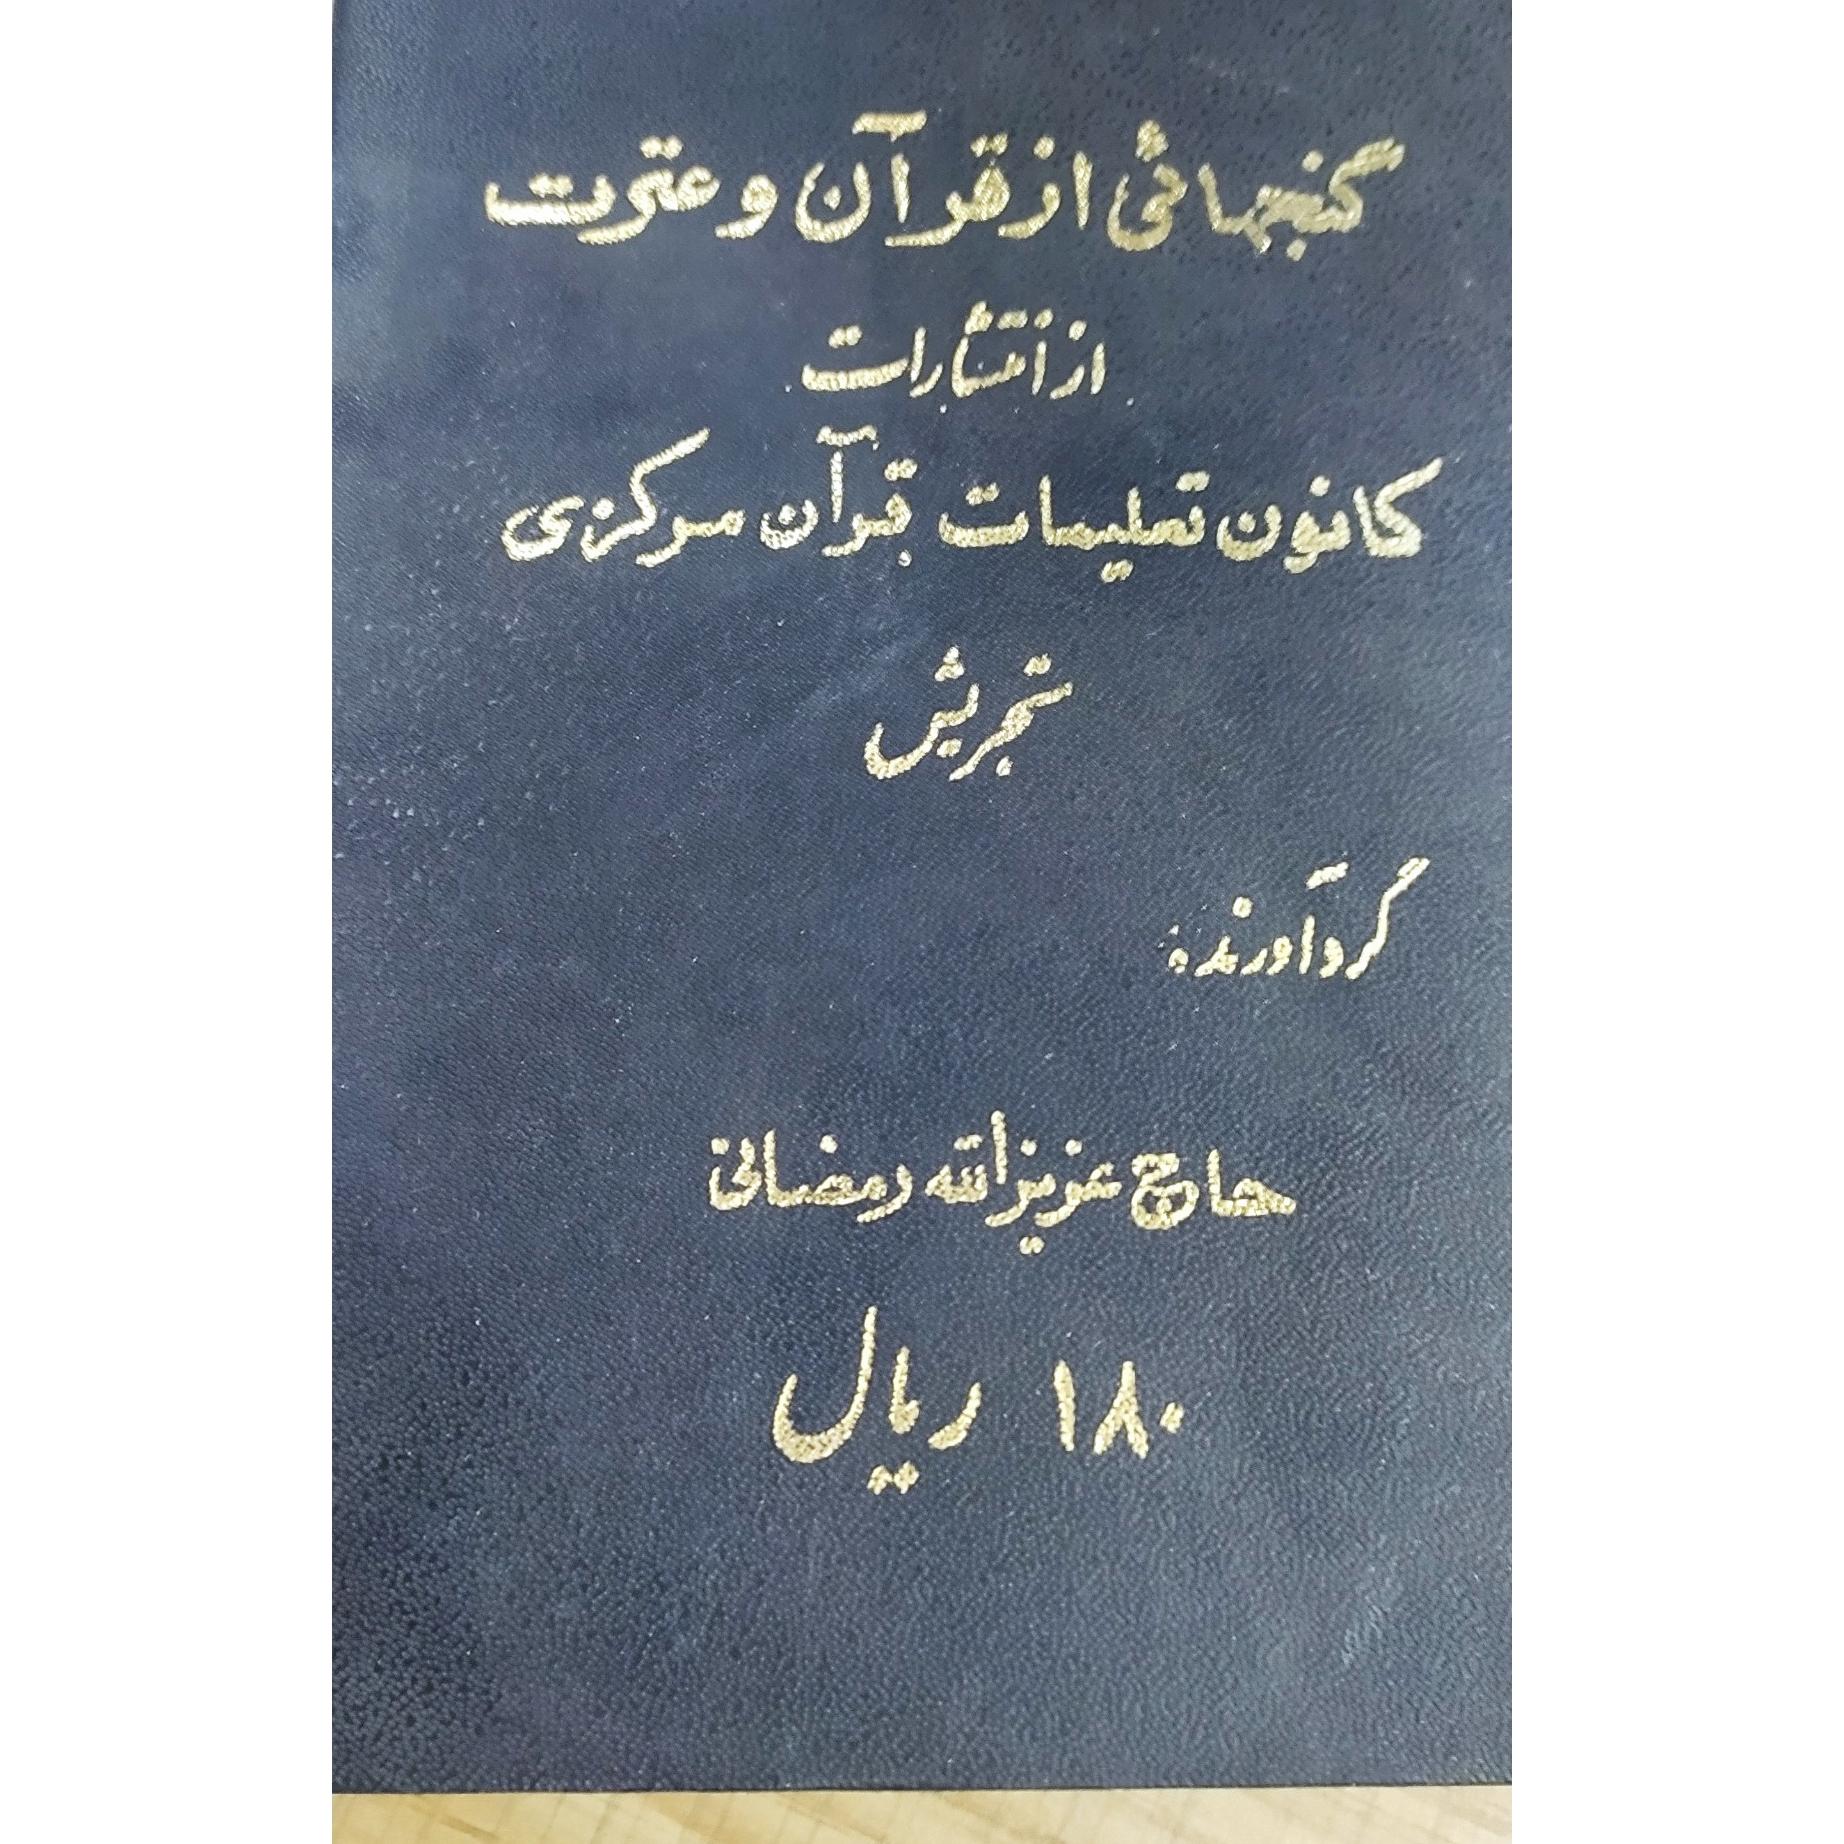 گنجهائی از قرآن و عترت
از انتشارات
کانون تعلیمات قرآن مرکزی
تجریش
گردآورنده
حاج عزیزالله رمضانی
۱۸۰ ریال